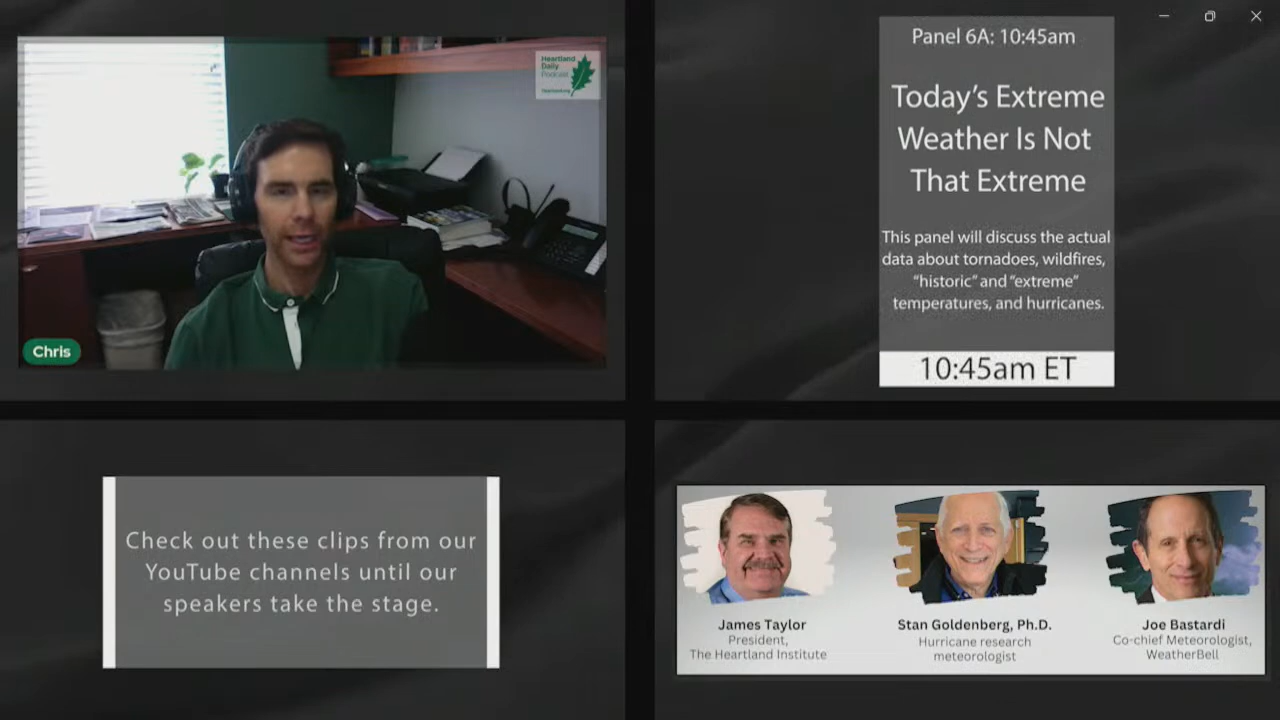 Heartland
Daily
Podcast
Chris
Panel 6A: 10:45am
Today's Extreme
Weather Is Not
That Extreme
This panel will discuss the actual
data about tornadoes, wildfires,
"historic" and "extreme"
temperatures, and hurricanes.
10:45am ET
Check out these clips from our
YouTube channels until our
speakers take the stage.
James Taylor
President,
The Heartland Institute
Stan Goldenberg, Ph.D.
Hurricane research
meteorologist
Joe Bastardi
Co-chief Meteorologist,
WeatherBell